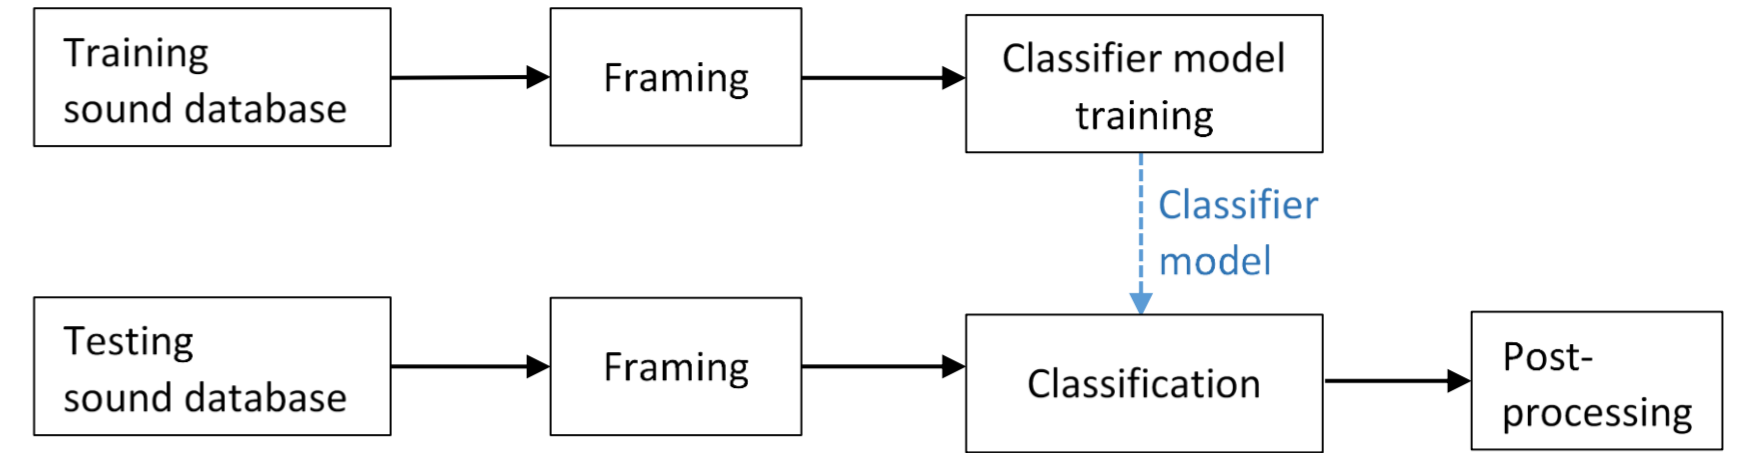 Training
sound database
Framing
Classifier model
training
Classifier
model
Testing
sound database
Framing
Classification
Post-
processing